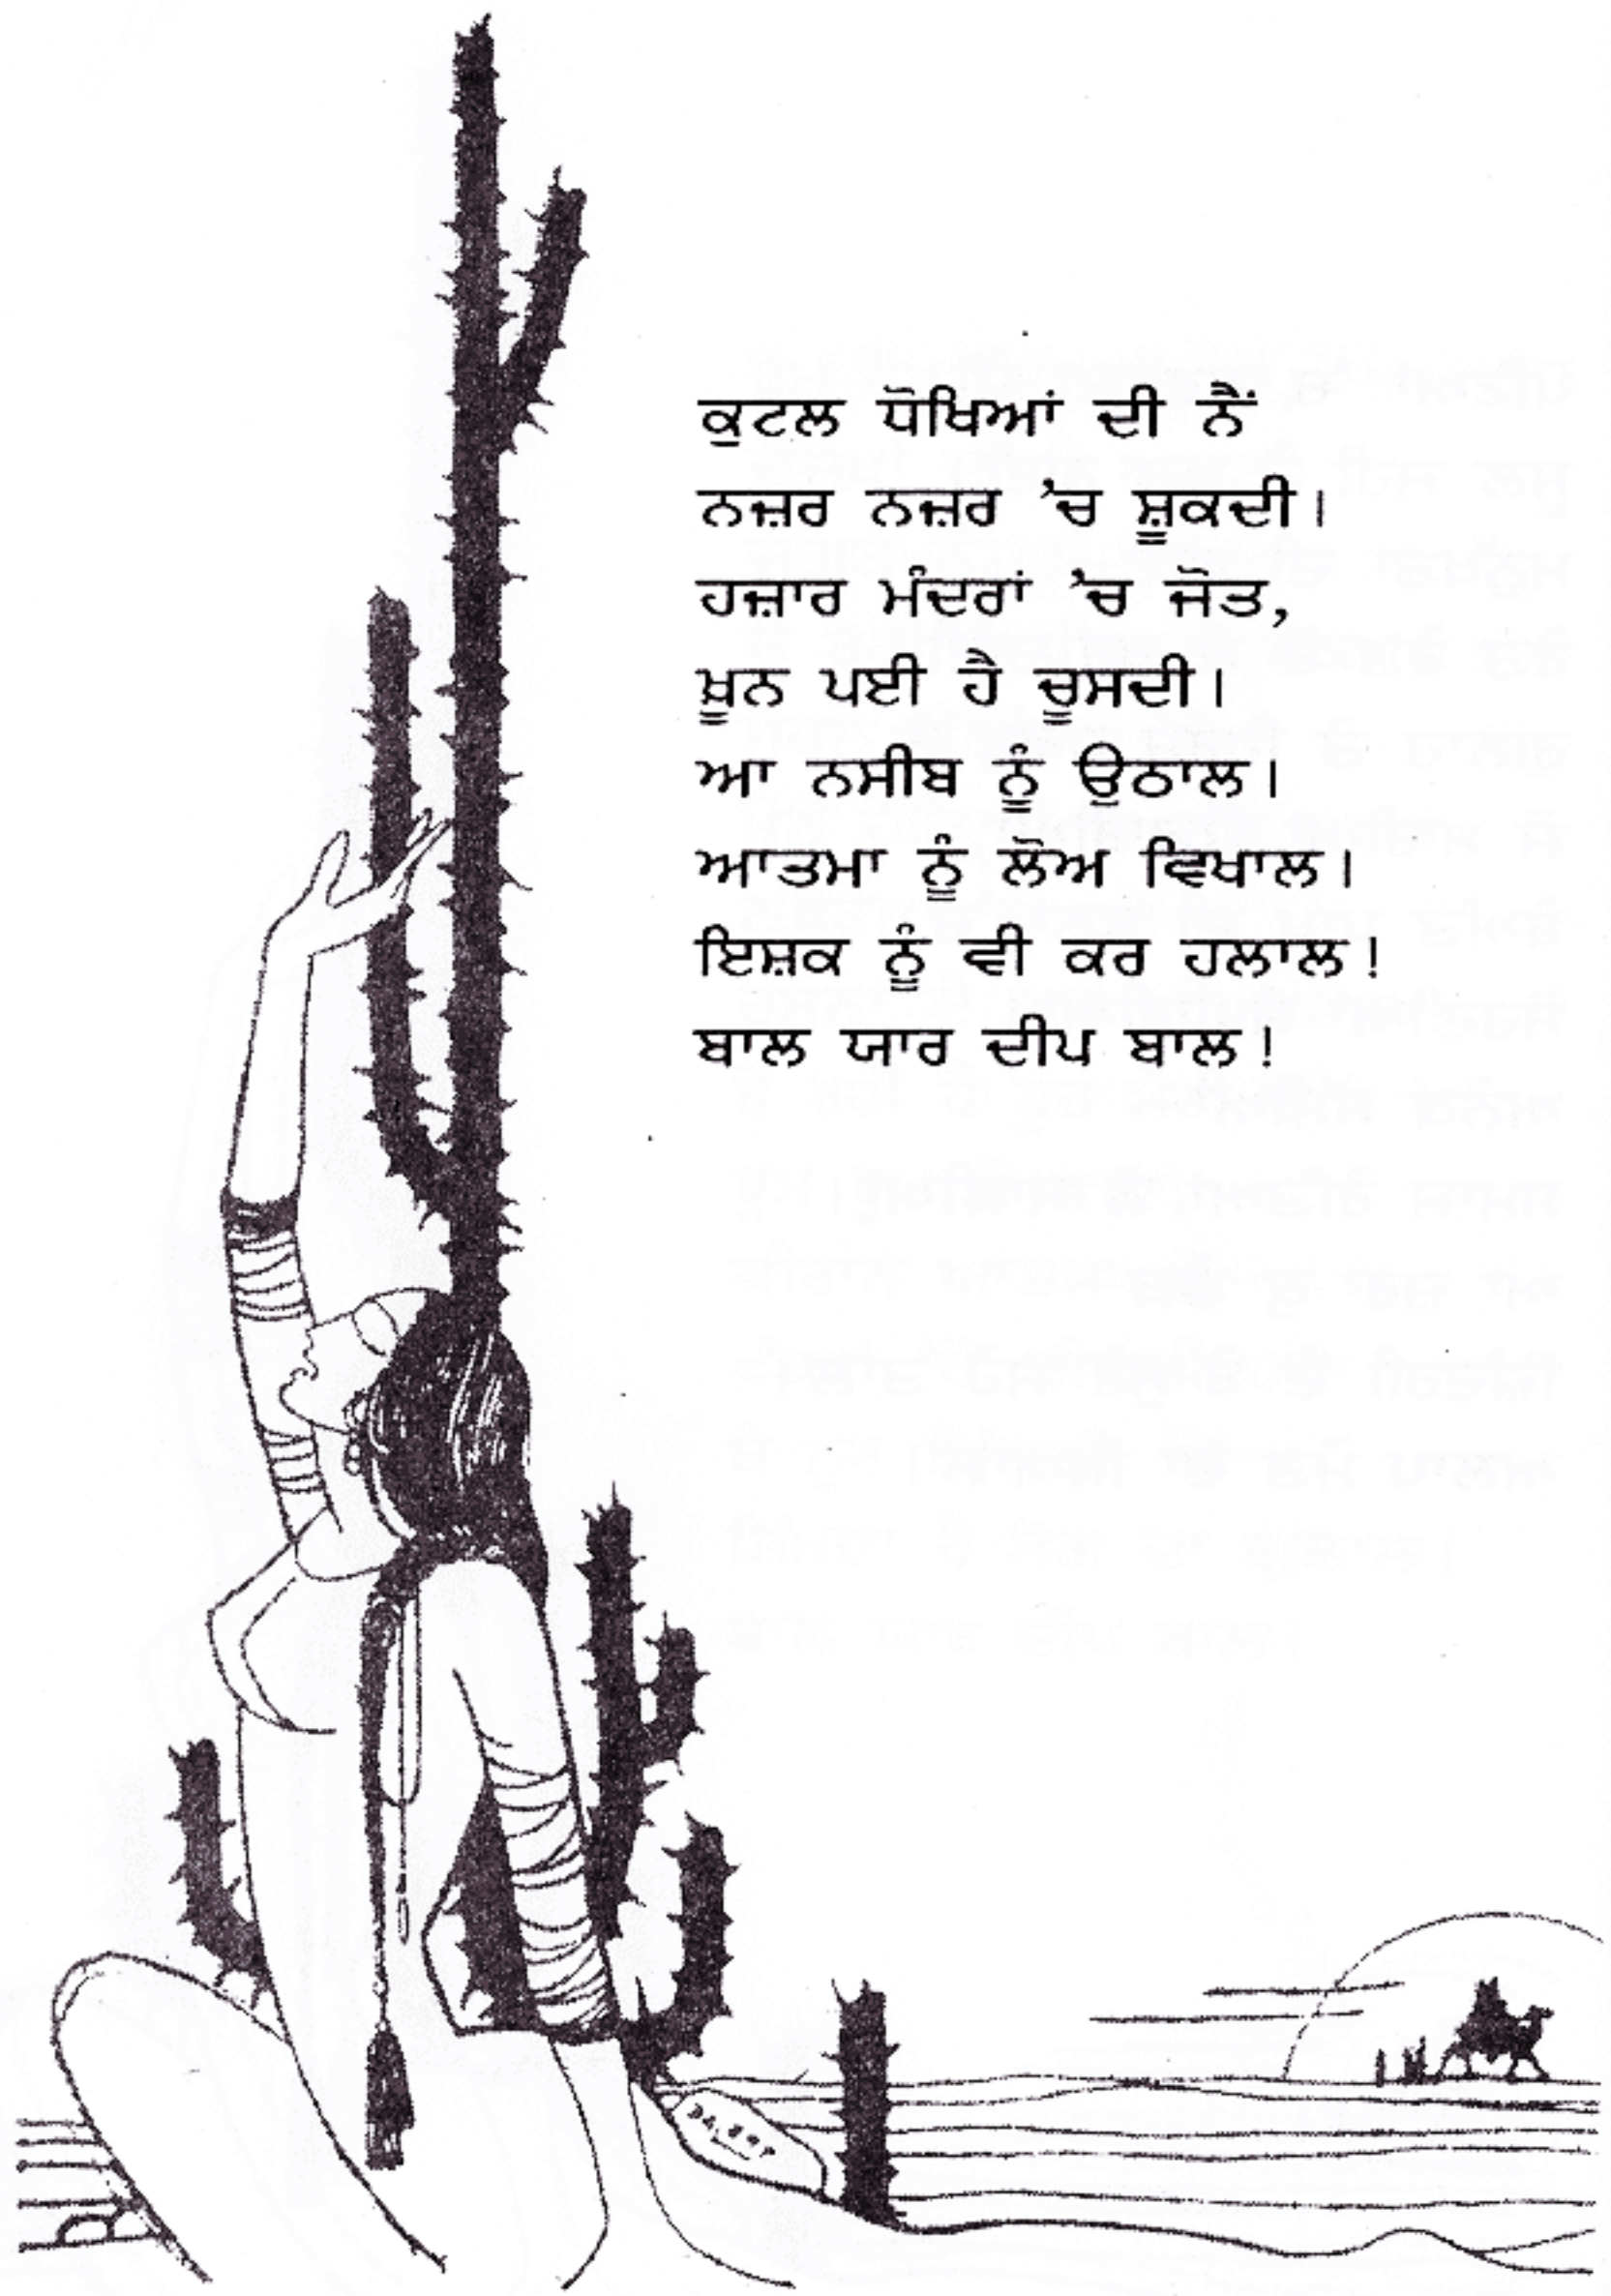 ਕੁਟਲ ਧੋਖਿਆਂ ਦੀ ਨੈਂ
ਨਜ਼ਰ ਨਜ਼ਰ ’ਚ ਸ਼ੂਕਦੀ।
ਹਜ਼ਾਰ ਮੰਦਰਾਂ ’ਚ ਜੋਤ,
ਖ਼ੂਨ ਪਈ ਹੈ ਚੂਸਦੀ।
ਆ ਨਸੀਬ ਨੂੰ ਉਠਾਲ।
ਆਤਮਾ ਨੂੰ ਲੋਅ ਵਿਖਾਲ।
ਇਸ਼ਕ ਨੂੰ ਵੀ ਕਰ ਹਲਾਲ!
ਬਾਲ ਯਾਰ ਦੀਪ ਬਾਲ!